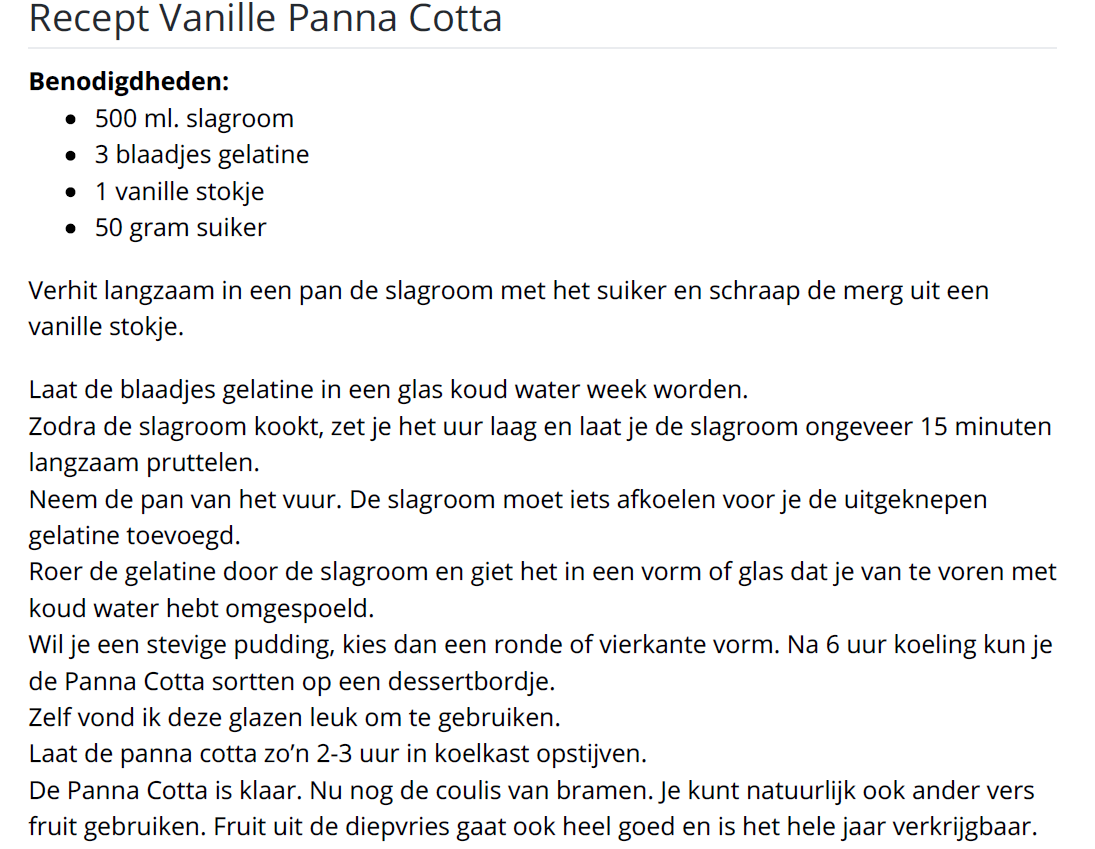 Recept Vanille Panna Cotta
Benodigdheden:
• 500 ml. slagroom
• 3 blaadjes gelatine
• 1 vanille stokje
• 50 gram suiker
Verhit langzaam in een pan de slagroom met het suiker en schraap de merg uit een
vanille stokje.
Laat de blaadjes gelatine in een glas koud water week worden.
Zodra de slagroom kookt, zet je het uur laag en laat je de slagroom ongeveer 15 minuten
langzaam pruttelen.
Neem de pan van het vuur. De slagroom moet iets afkoelen voor je de uitgeknepen
gelatine toevoegd.
Roer de gelatine door de slagroom en giet het in een vorm of glas dat je van te voren met
koud water hebt omgespoeld.
Wil je een stevige pudding, kies dan een ronde of vierkante vorm. Na 6 uur koeling kun je
de Panna Cotta sortten op een dessertbordje.
Zelf vond ik deze glazen leuk om te gebruiken.
Laat de panna cotta zo’n 2-3 uur in koelkast opstijven.
De Panna Cotta is klaar. Nu nog de coulis van bramen. Je kunt natuurlijk ook ander vers
fruit gebruiken. Fruit uit de diepvries gaat ook heel goed en is het hele jaar verkrijgbaar.